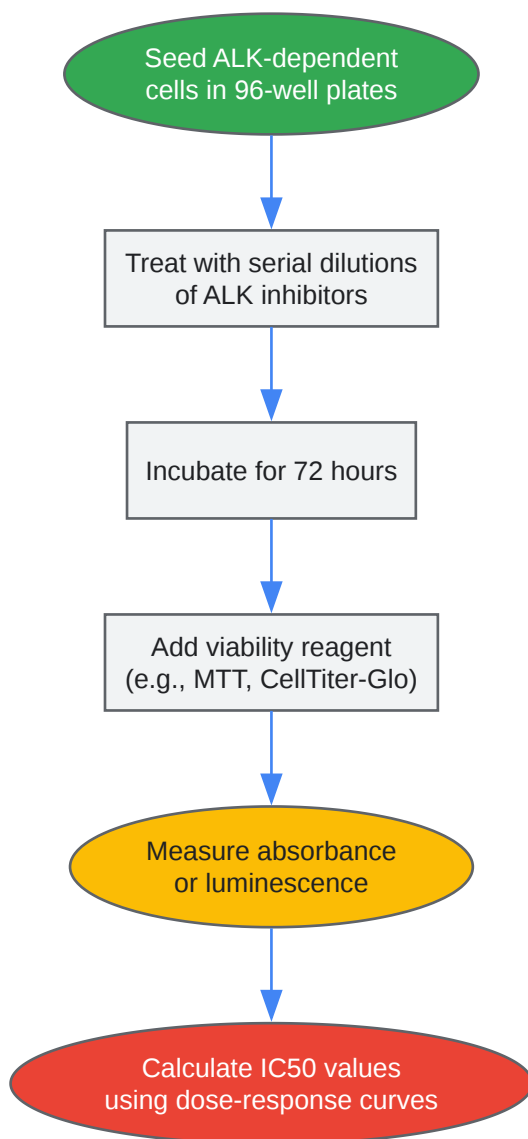 Seed ALK-dependent
cells in 96-well plates
Treat with serial dilutions
of ALK inhibitors
Incubate for 72 hours
Add viability reagent
(e.g., MTT, CellTiter-Glo)
Measure absorbance
or luminescence
Calculate IC50 values
using dose-response curves